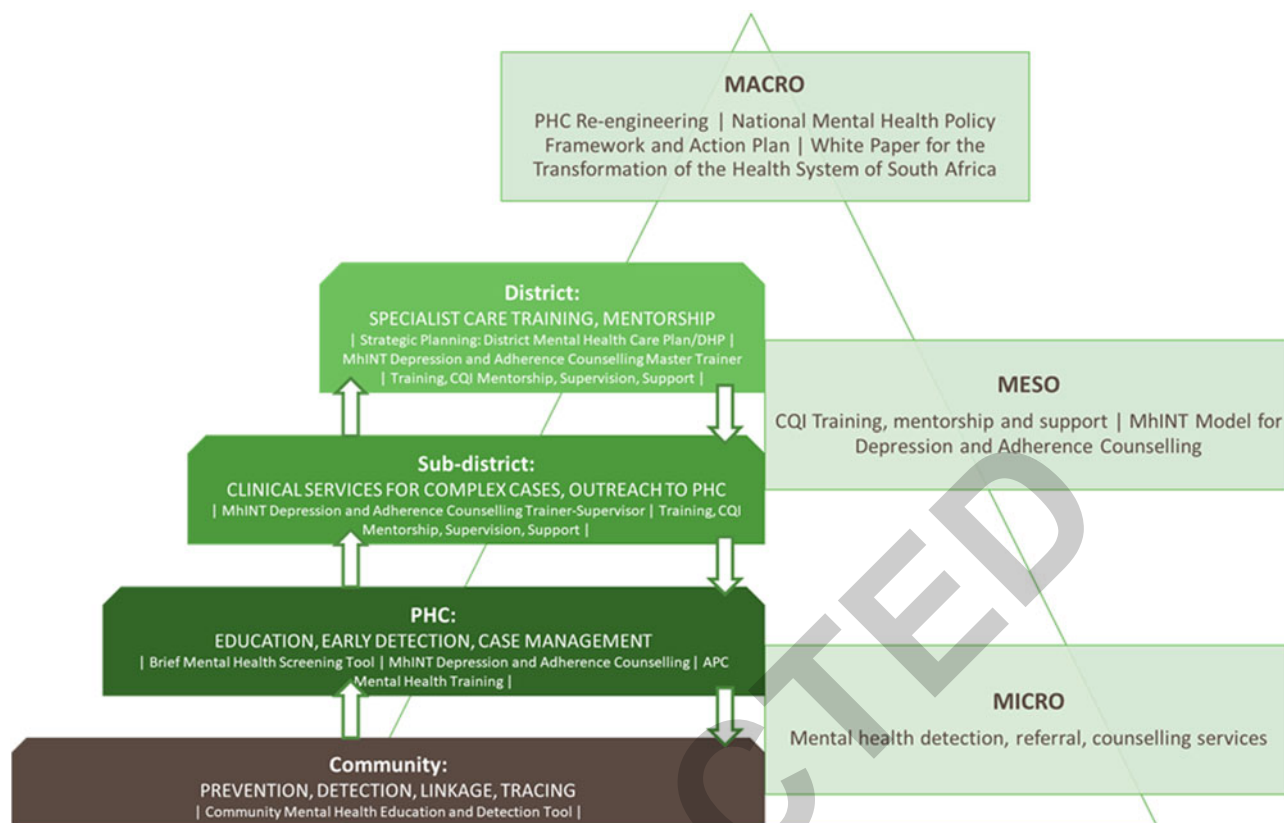 MACRO
PHC Re-engineering | National Mental Health Policy
Framework and Action Plan | White Paper for the
Transformation of the Health System of South Africa
District:
SPECIALIST CARE TRAINING, MENTORSHIP
| Strategic Planning: District Mental Health Care Plan/DHP |
MhINT Depression and Adherence Counselling Master Trainer
| Training, CQI Mentorship, Supervision, Support |
MESO
CQI Training, mentorship and support | MhINT Model for
Depression and Adherence Counselling
Sub-district:
CLINICAL SERVICES FOR COMPLEX CASES, OUTREACH TO PHC
| MhINT Depression and Adherence Counselling Trainer-Supervisor | Training, CQI
Mentorship, Supervision, Support |
PHC:
EDUCATION, EARLY DETECTION, CASE MANAGEMENT
| Brief Mental Health Screening Tool | MhINT Depression and Adherence Counselling | APC
Mental Health Training |
MICRO
Mental health detection, referral, counselling services
Community:
PREVENTION, DETECTION, LINKAGE, TRACING
| Community Mental Health Education and Detection Tool |
CTED